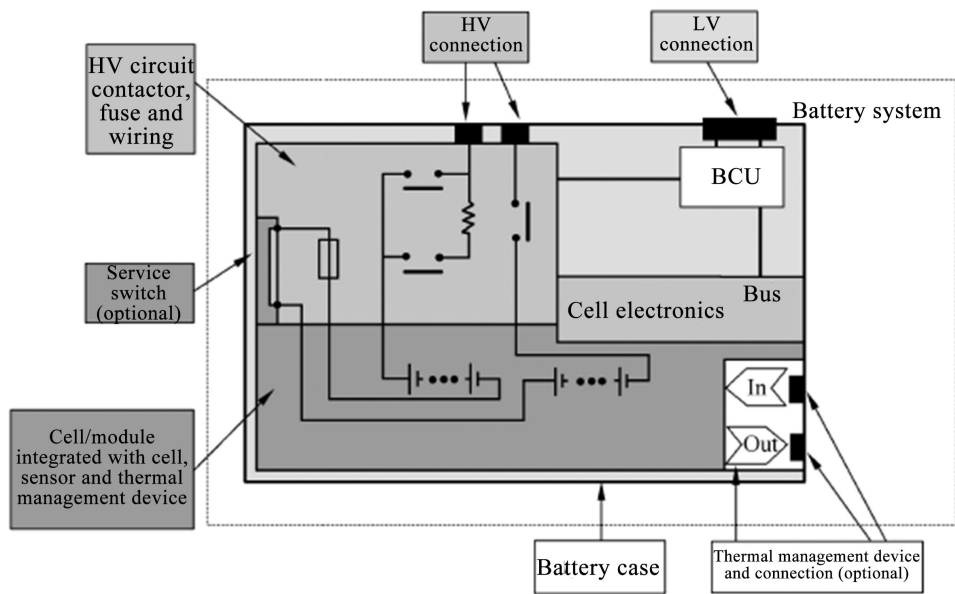 HV
connection
LV
connection
HV circuit
contactor,
fuse and
wiring
Battery system
BCU
Service
switch
(optional)
Bus
Cell electronics
In
Out
Cell/module
integrated with cell,
sensor and thermal
management device
Battery case
Thermal management device
and connection (optional)